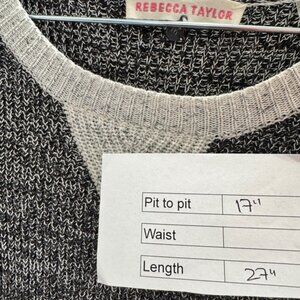 REBECCA TAYLOR
Pit to pit 17"
Waist
Length 27"